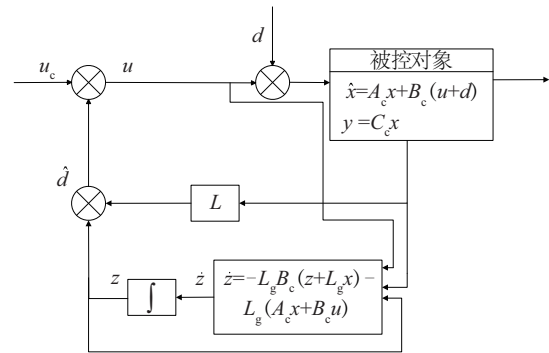 d
u_c
u
被控对象
x̂=A_c x+B_c(u+d)
y =C_c x
d̂
L
z
∫
ż
ż=−L_g B_c(z+L_g x) −
L_g(A_c x+B_c u)